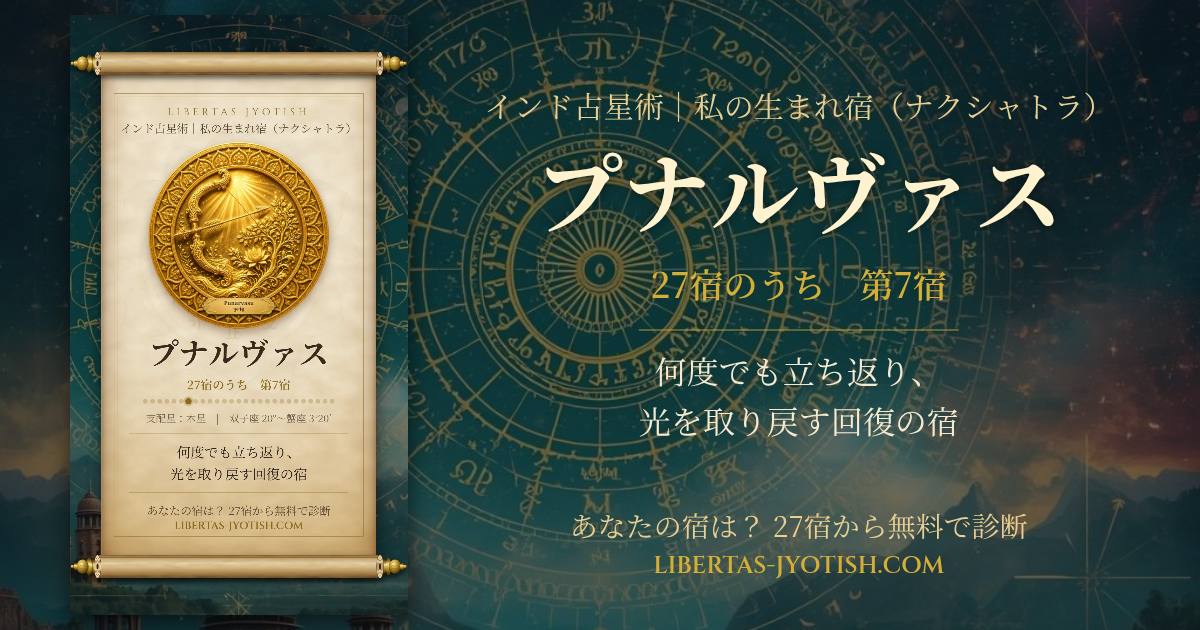 LIBERTAS JYOTISH
インド占星術｜私の生まれ宿（ナクシャトラ）
Punarvasu
プナルヴァス
27宿のうち 第7宿
支配星：木星 ｜ 双子座 20°〜蟹座 3°20′
何度でも立ち返り、
光を取り戻す回復の宿
あなたの宿は？ 27宿から無料で診断
LIBERTAS-JYOTISH.COM
インド占星術｜私の生まれ宿（ナクシャトラ）
プナルヴァス
27宿のうち 第7宿
何度でも立ち返り、
光を取り戻す回復の宿
あなたの宿は？ 27宿から無料で診断
LIBERTAS-JYOTISH.COM